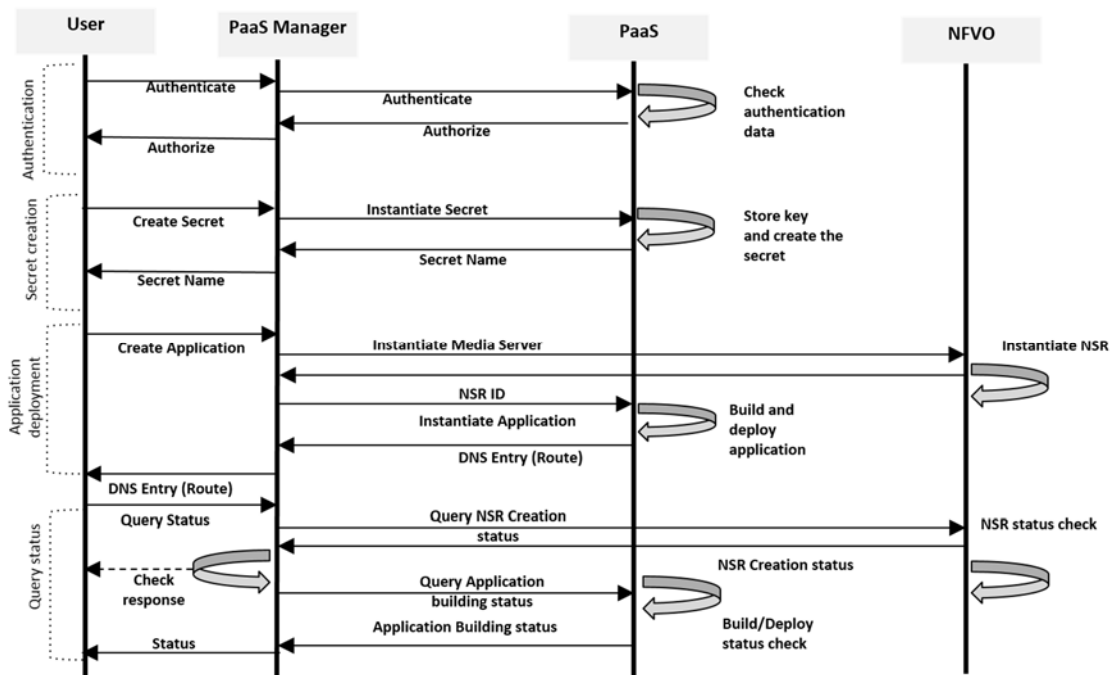 User
PaaS Manager
PaaS
NFVO
Authentication
Authenticate
Authenticate
Check
authentication
data
Authorize
Authorize
Secret creation
Create Secret
Instantiate Secret
Store key
and create the
secret
Secret Name
Secret Name
Application
deployment
Create Application
Instantiate Media Server
Instantiate NSR
NSR ID
Instantiate Application
Build and
deploy
application
DNS Entry (Route)
DNS Entry (Route)
Query status
Query Status
Query NSR Creation
status
NSR status check
NSR Creation status
Check
response
Query Application
building status
Build/Deploy
status check
Application Building status
Status